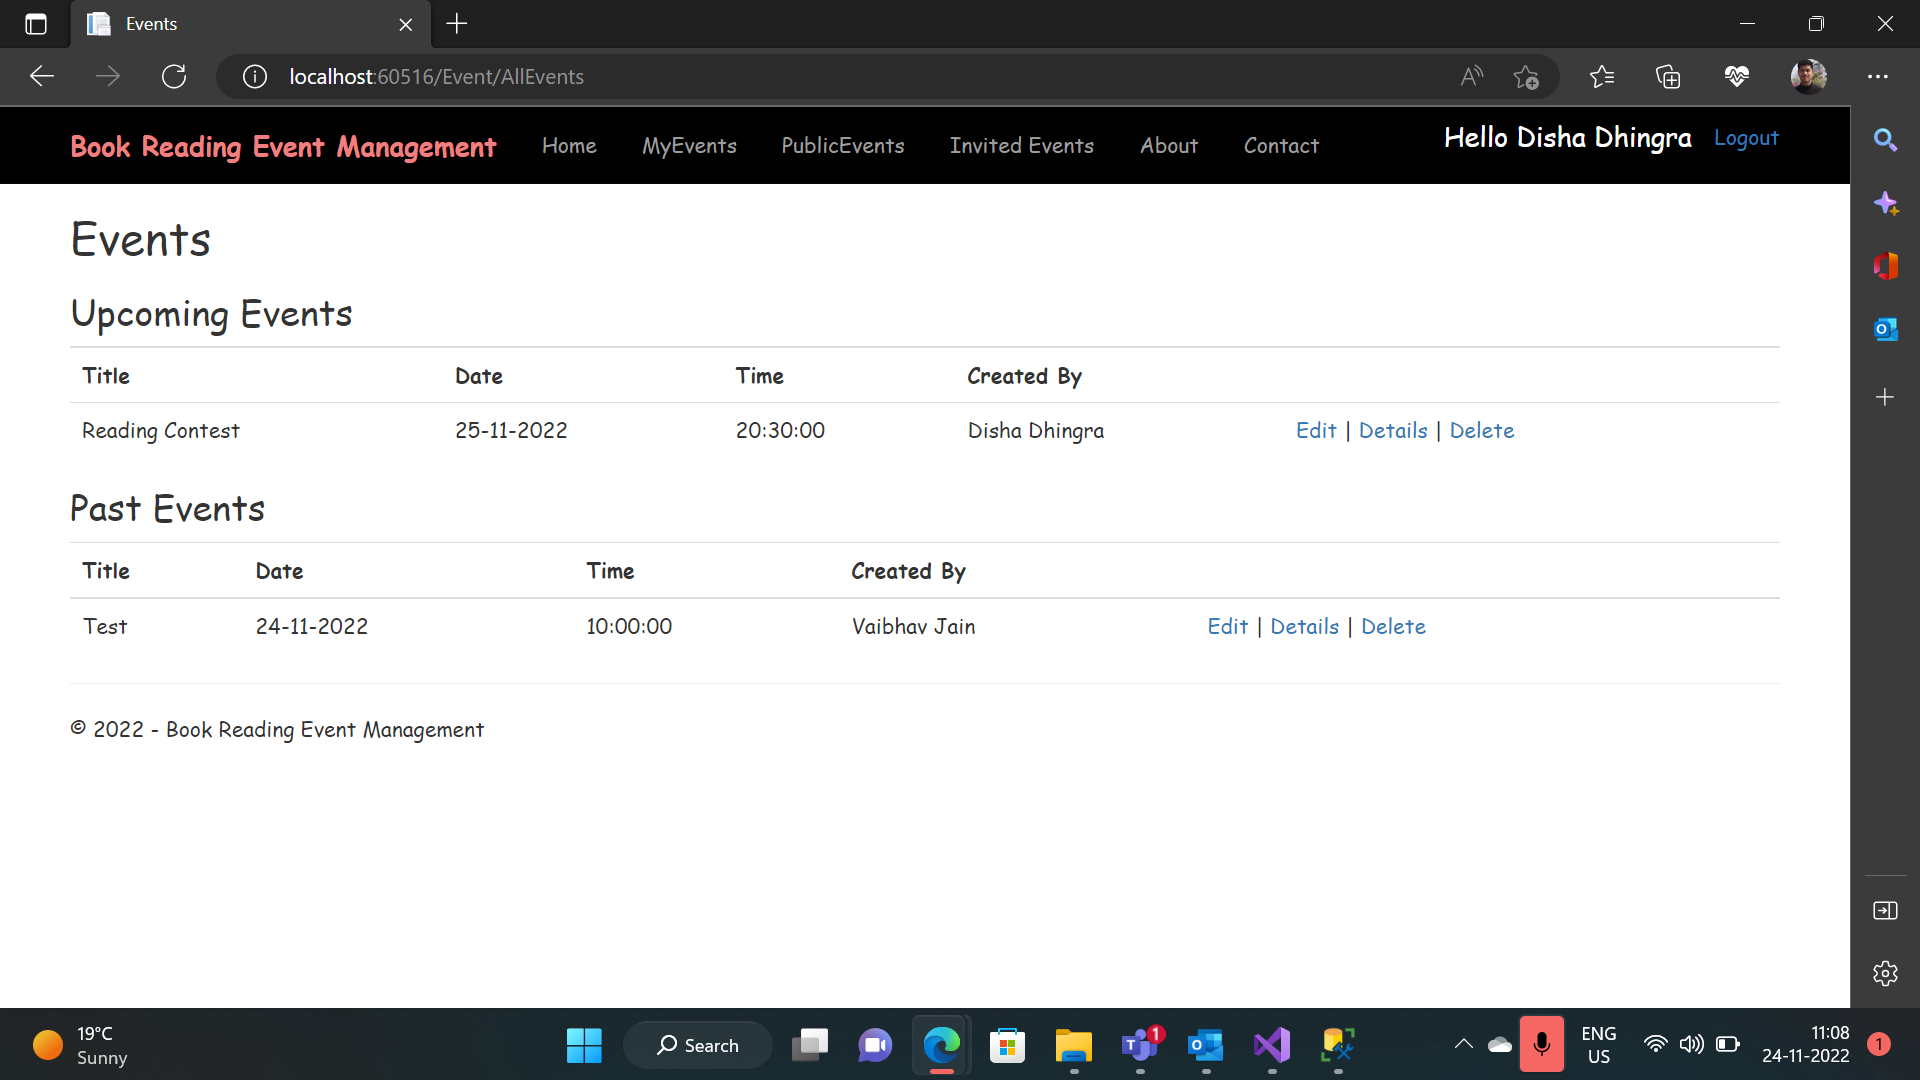 Events
localhost:60516/Event/AllEvents
Book Reading Event Management Home MyEvents PublicEvents Invited Events About Contact Hello Disha Dhingra Logout
Events
Upcoming Events
Title Date Time Created By
Reading Contest 25-11-2022 20:30:00 Disha Dhingra Edit | Details | Delete
Past Events
Title Date Time Created By
Test 24-11-2022 10:00:00 Vaibhav Jain Edit | Details | Delete
© 2022 - Book Reading Event Management
19°C
Sunny
Search
1
ENG
US
11:08
24-11-2022
1